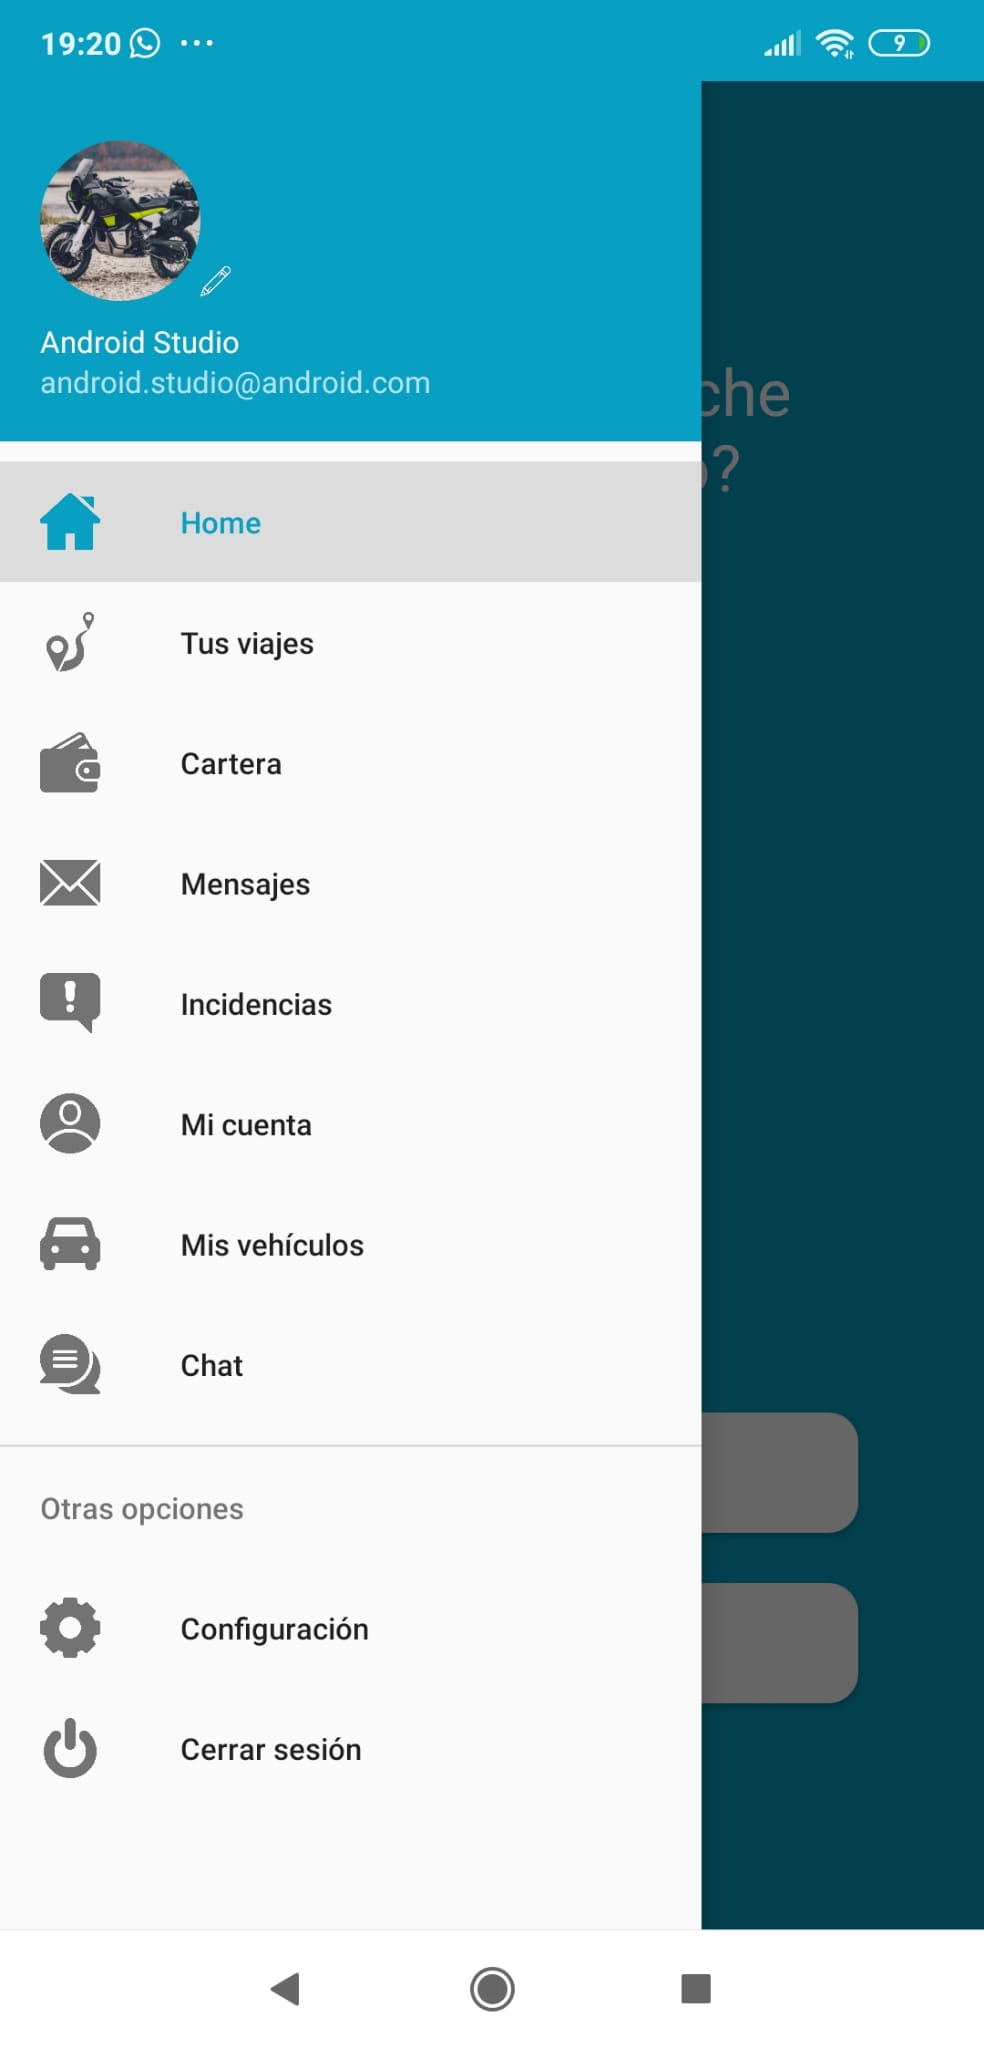 19:20
9
Android Studio
android.studio@android.com
che
?
Home
Tus viajes
Cartera
Mensajes
Incidencias
Mi cuenta
Mis vehículos
Chat
Otras opciones
Configuración
Cerrar sesión